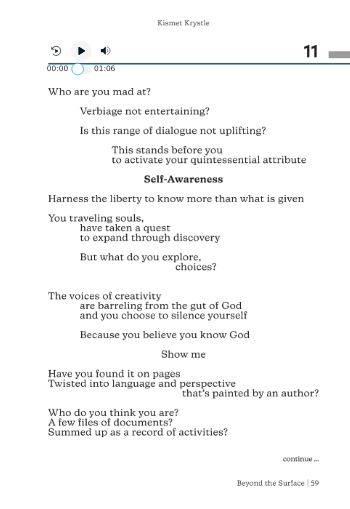 Kismet Krystle
11
00:00 01:06
Who are you mad at?
Verbiage not entertaining?
Is this range of dialogue not uplifting?
This stands before you
to activate your quintessential attribute
Self-Awareness
Harness the liberty to know more than what is given
You traveling souls,
have taken a quest
to expand through discovery
But what do you explore,
choices?
The voices of creativity
are barreling from the gut of God
and you choose to silence yourself
Because you believe you know God
Show me
Have you found it on pages
Twisted into language and perspective
that's painted by an author?
Who do you think you are?
A few files of documents?
Summed up as a record of activities?
continue ...
Beyond the Surface | 59